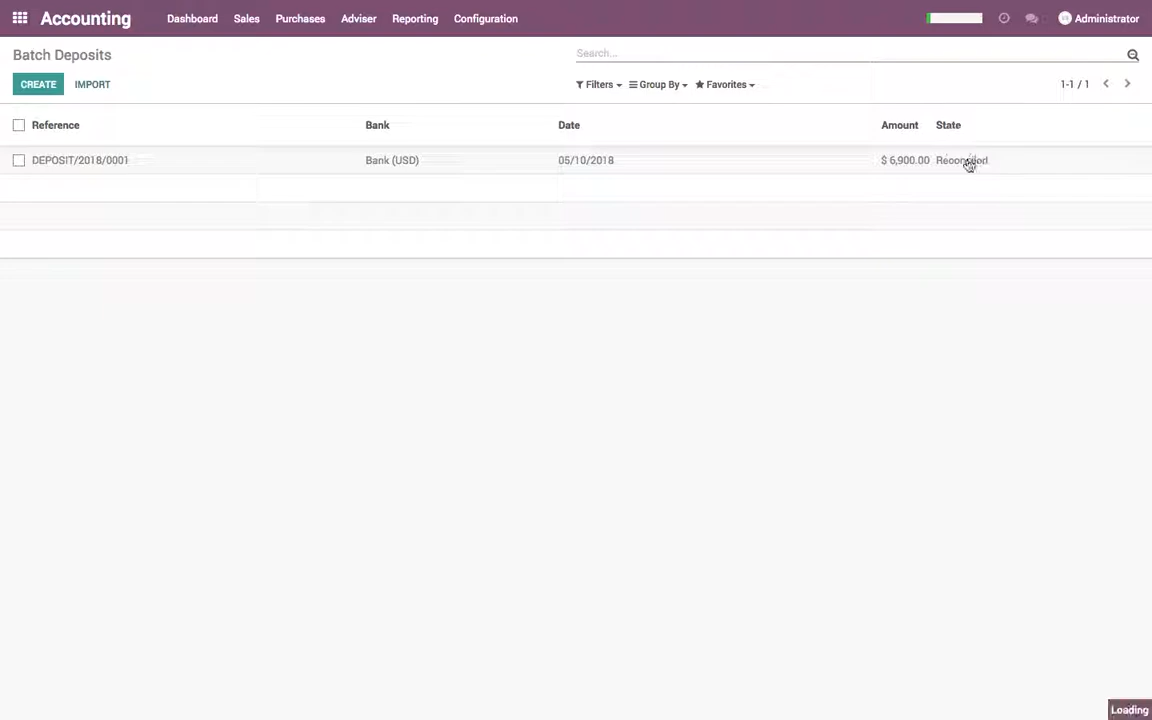 Accounting Dashboard Sales Purchases Adviser Reporting Configuration Administrator
Batch Deposits Search...
CREATE IMPORT Filters Group By Favorites 1-1 / 1
Reference Bank Date Amount State
DEPOSIT/2018/0001 Bank (USD) 05/10/2018 $ 6,900.00 Reconciled
Loading